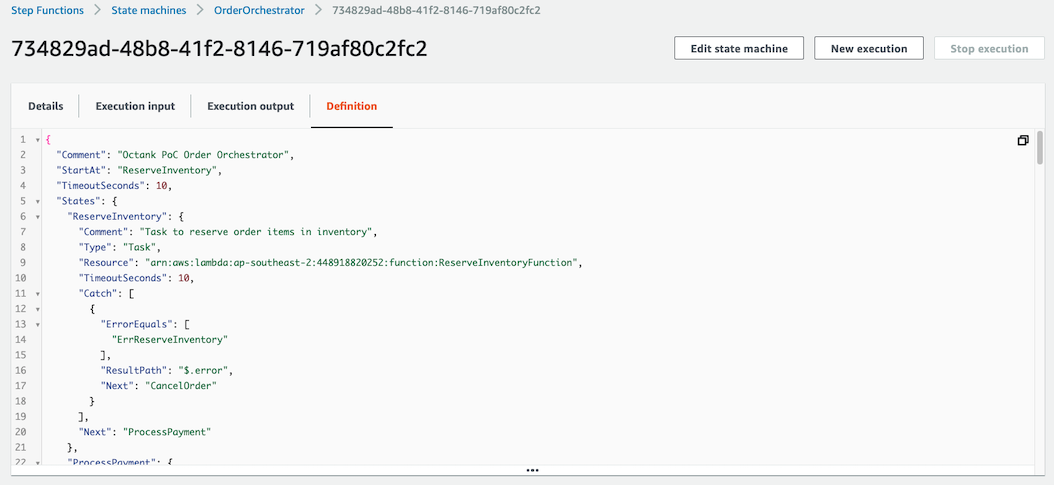 Step Functions > State machines > OrderOrchestrator > 734829ad-48b8-41f2-8146-719af80c2fc2
734829ad-48b8-41f2-8146-719af80c2fc2
Edit state machine
New execution
Stop execution
Details
Execution input
Execution output
Definition
1 {
2 "Comment": "Octank PoC Order Orchestrator",
3 "StartAt": "ReserveInventory",
4 "TimeoutSeconds": 10,
5 "States": {
6 "ReserveInventory": {
7 "Comment": "Task to reserve order items in inventory",
8 "Type": "Task",
9 "Resource": "arn:aws:lambda:ap-southeast-2:448918820252:function:ReserveInventoryFunction",
10 "TimeoutSeconds": 10,
11 "Catch": [
12 {
13 "ErrorEquals": [
14 "ErrReserveInventory"
15 ],
16 "ResultPath": "$.error",
17 "Next": "CancelOrder"
18 }
19 ],
20 "Next": "ProcessPayment"
21 },
22 "ProcessPayment": {